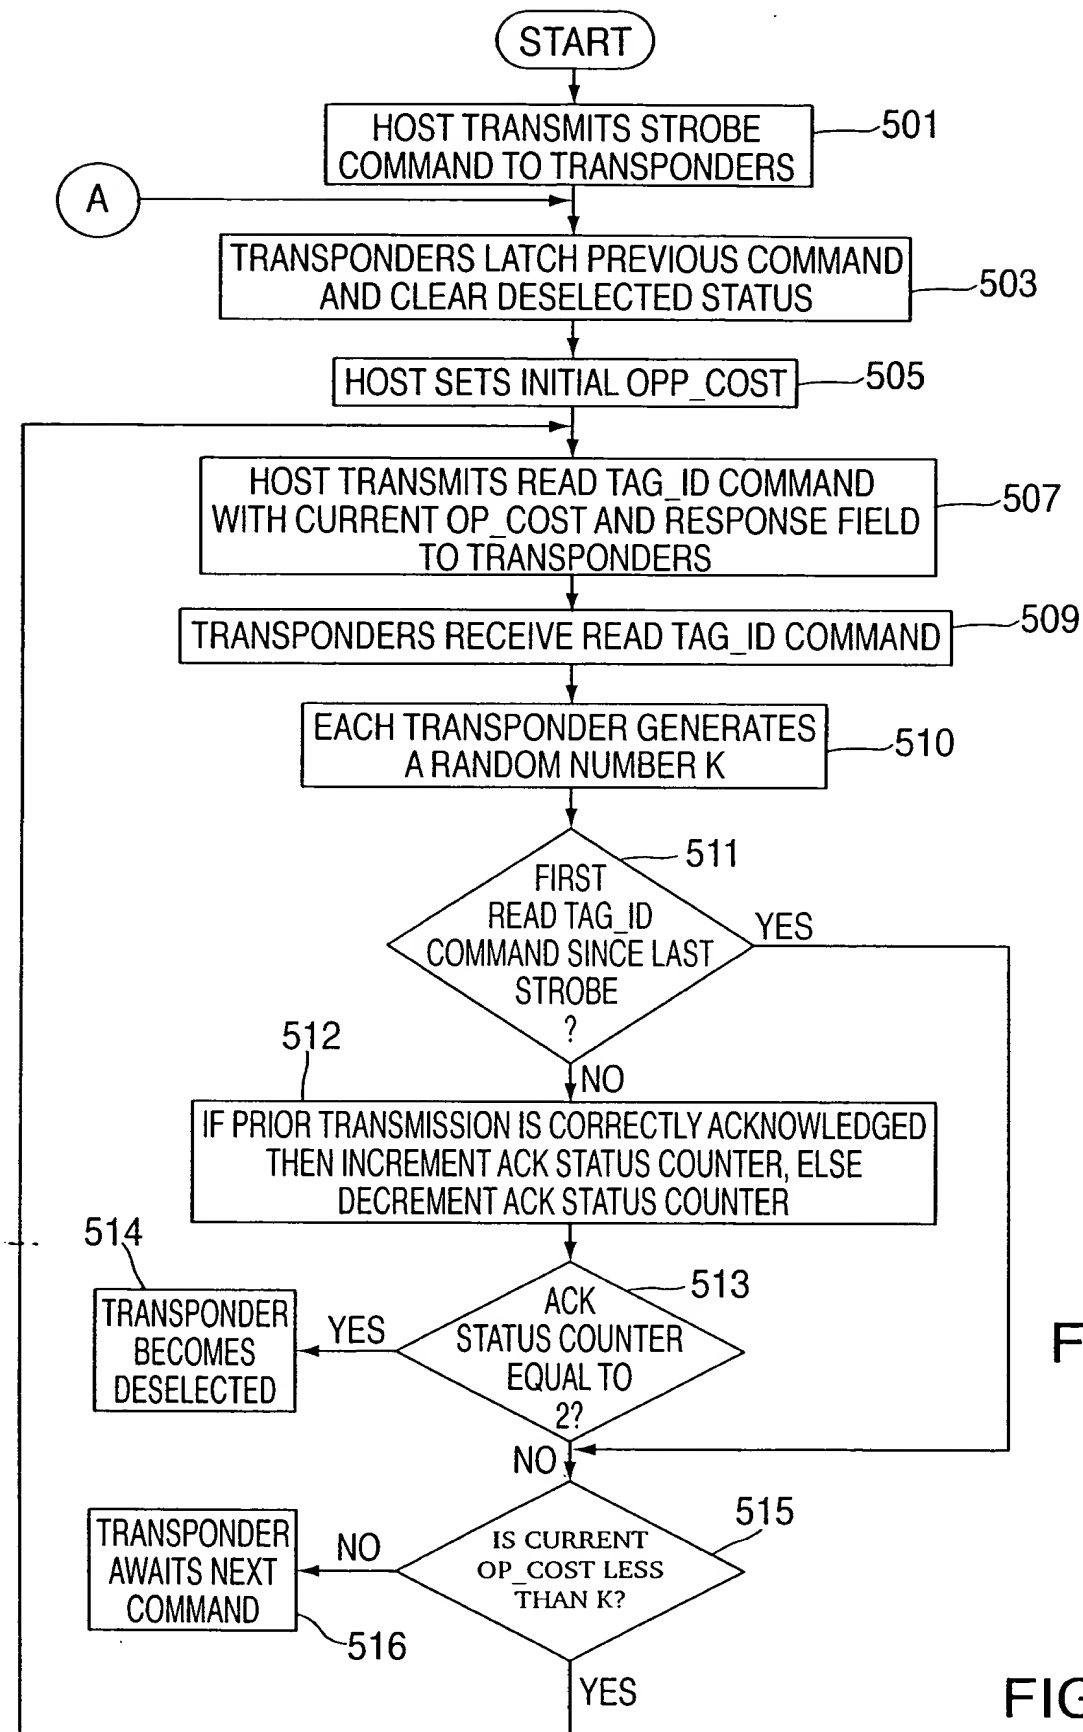 START
HOST TRANSMITS STROBE
COMMAND TO TRANSPONDERS
501
A
TRANSPONDERS LATCH PREVIOUS COMMAND
AND CLEAR DESELECTED STATUS
503
HOST SETS INITIAL OPP_COST
505
HOST TRANSMITS READ TAG_ID COMMAND
WITH CURRENT OP_COST AND RESPONSE FIELD
TO TRANSPONDERS
507
TRANSPONDERS RECEIVE READ TAG_ID COMMAND
509
EACH TRANSPONDER GENERATES
A RANDOM NUMBER K
510
511
FIRST
READ TAG_ID
COMMAND SINCE LAST
STROBE
?
YES
NO
512
IF PRIOR TRANSMISSION IS CORRECTLY ACKNOWLEDGED
THEN INCREMENT ACK STATUS COUNTER, ELSE
DECREMENT ACK STATUS COUNTER
513
ACK
STATUS COUNTER
EQUAL TO
2?
YES
514
TRANSPONDER
BECOMES
DESELECTED
NO
515
IS CURRENT
OP_COST LESS
THAN K?
NO
TRANSPONDER
AWAITS NEXT
COMMAND
516
YES
F
FIG